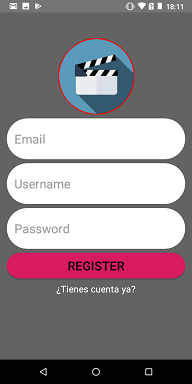 18:11
Email
Username
Password
REGISTER
¿Tienes cuenta ya?